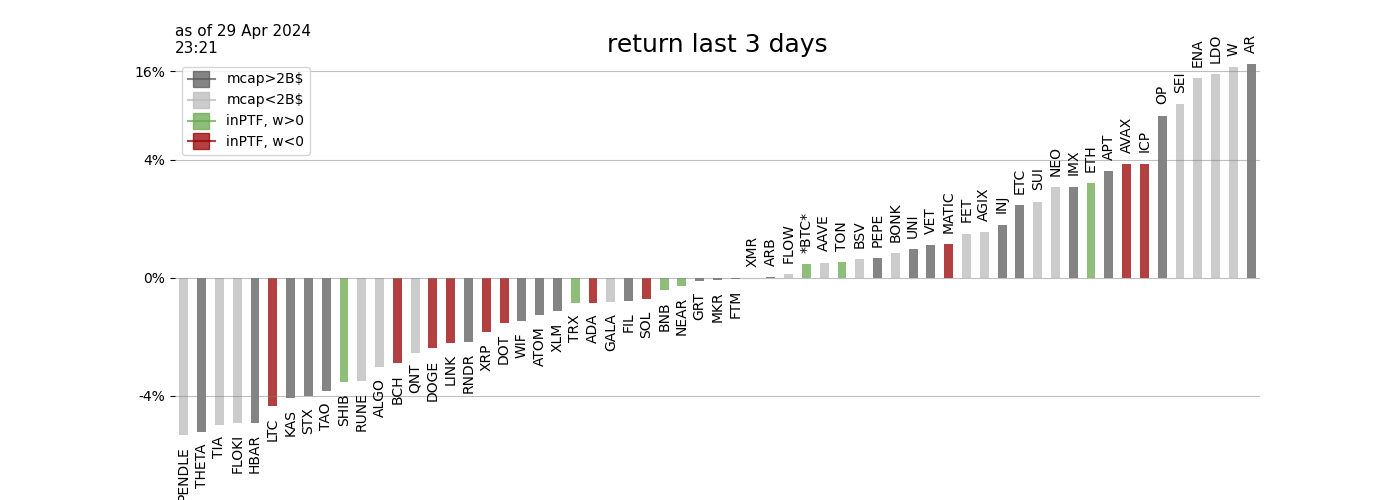 as of 29 Apr 2024
23:21
return last 3 days
mcap>2B$
mcap<2B$
inPTF, w>0
inPTF, w<0
16%
4%
0%
-4%
PENDLE
THETA
TIA
FLOKI
HBAR
LTC
KAS
STX
TAO
SHIB
RUNE
ALGO
BCH
QNT
DOGE
LINK
RNDR
XRP
DOT
WIF
ATOM
XLM
TRX
ADA
GALA
FIL
SOL
BNB
NEAR
GRT
MKR
FTM
XMR
ARB
FLOW
*BTC*
AAVE
TON
BSV
PEPE
BONK
UNI
VET
MATIC
FET
AGIX
INJ
ETC
SUI
NEO
IMX
ETH
APT
AVAX
ICP
OP
SEI
ENA
LDO
W
AR